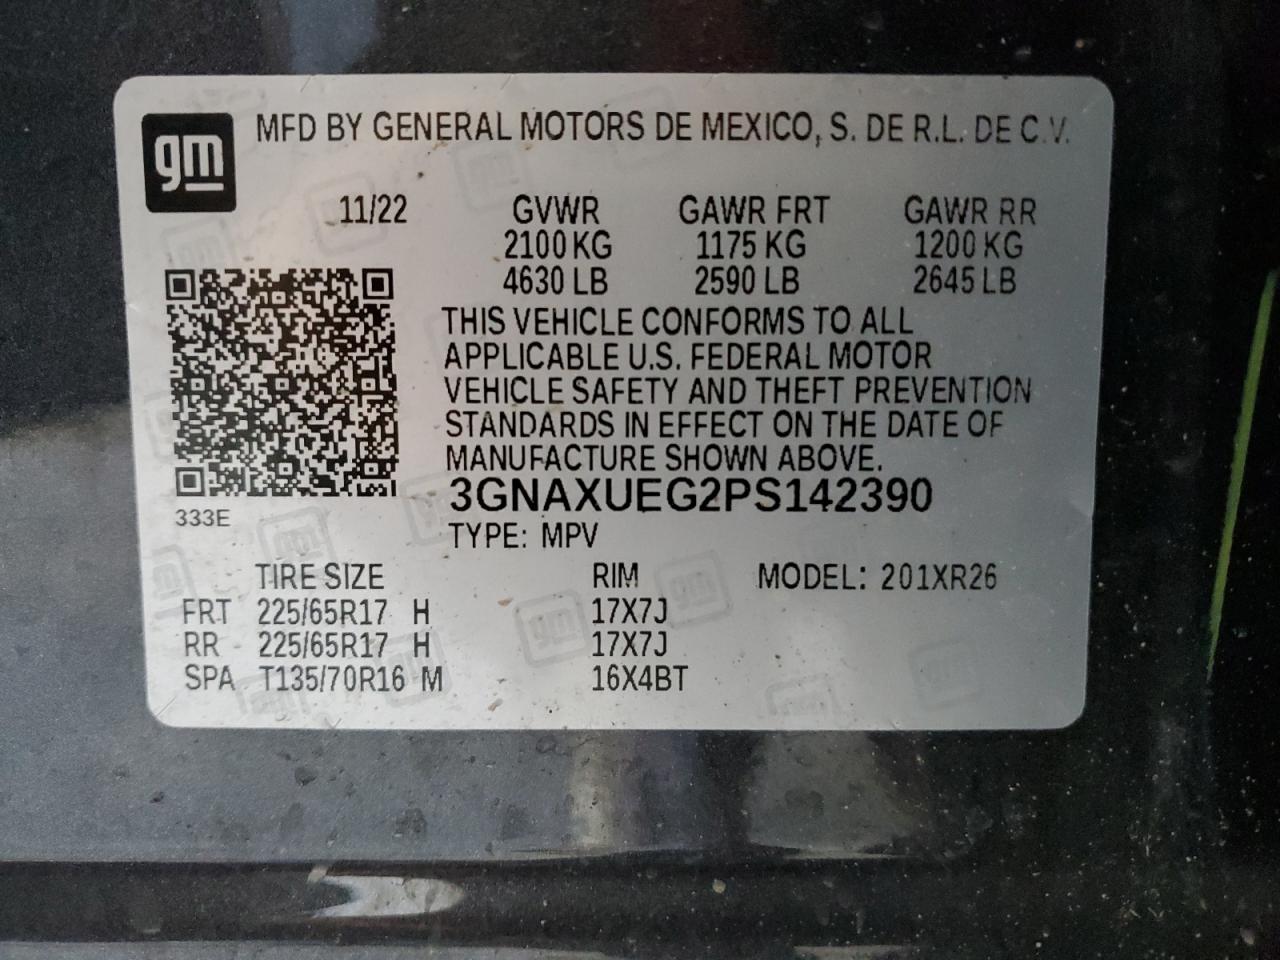 gm
MFD BY GENERAL MOTORS DE MEXICO, S. DE R.L. DE C.V.
11/22 GVWR GAWR FRT GAWR RR
2100 KG 1175 KG 1200 KG
4630 LB 2590 LB 2645 LB
THIS VEHICLE CONFORMS TO ALL
APPLICABLE U.S. FEDERAL MOTOR
VEHICLE SAFETY AND THEFT PREVENTION
STANDARDS IN EFFECT ON THE DATE OF
MANUFACTURE SHOWN ABOVE.
3GNAXUEG2PS142390
333E
TYPE: MPV
TIRE SIZE RIM MODEL: 201XR26
FRT 225/65R17 H 17X7J
RR 225/65R17 H 17X7J
SPA T135/70R16 M 16X4BT